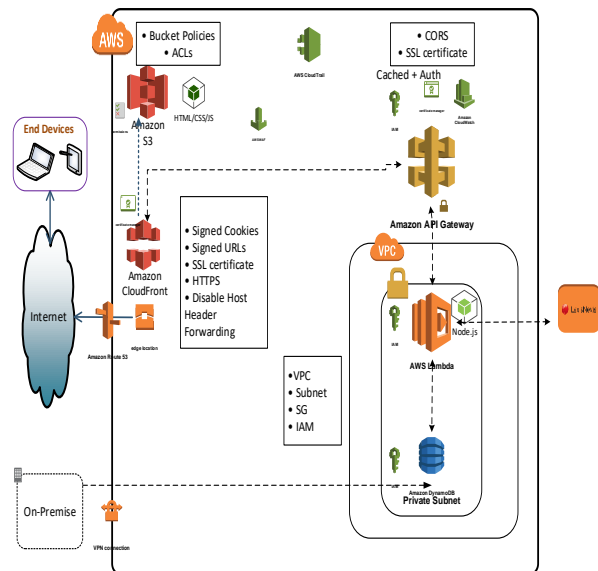 AWS
• Bucket Policies
• ACLs
AWS CloudTrail
• CORS
• SSL certificate
Cached + Auth
HTML/CSS/JS
Amazon
S3
IAM
certificate manager
Amazon
CloudWatch
End Devices
Amazon API Gateway
• Signed Cookies
• Signed URLs
• SSL certificate
• HTTPS
• Disable Host
Header
Forwarding
Amazon
CloudFront
VPC
Internet
edge location
Amazon Route 53
IAM
Node.js
AWS Lambda
LexisNexis
•VPC
• Subnet
• SG
• IAM
IAM
Amazon DynamoDB
Private Subnet
On-Premise
VPN connection